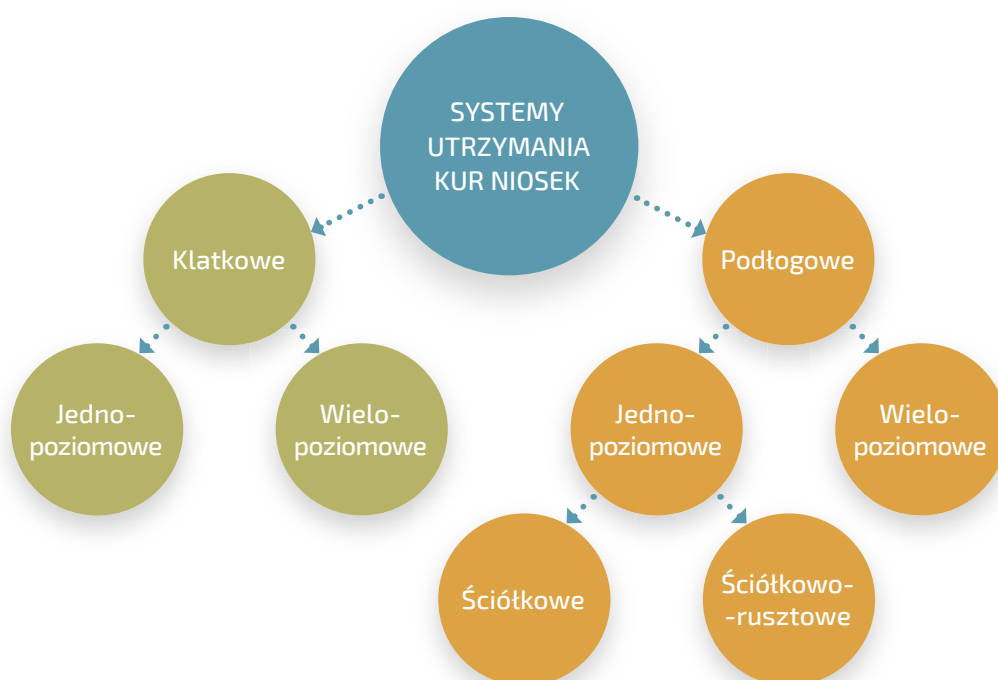 SYSTEMY
UTRZYMANIA
KUR NIOSEK
Klatkowe
Podłogowe
Jedno-
poziomowe
Wielo-
poziomowe
Jedno-
poziomowe
Wielo-
poziomowe
Ściółkowe
Ściółkowo-
-rusztowe